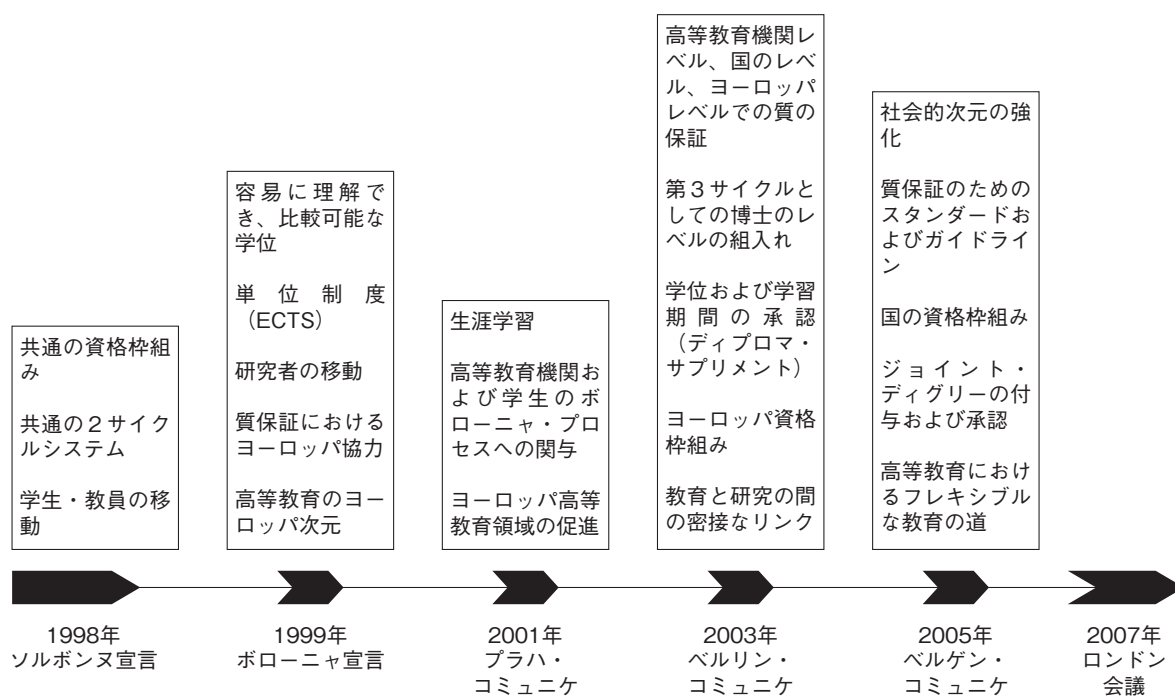 共通の資格枠組
み
共通の２サイク
ルシステム
学生・教員の移
動
容易に理解で
き、比較可能な
学位
単位制度
（ECTS）
研究者の移動
質保証における
ヨーロッパ協力
高等教育のヨー
ロッパ次元
生涯学習
高等教育機関お
よび学生のボ
ローニャ・プロ
セスへの関与
ヨーロッパ高等
教育領域の促進
高等教育機関レ
ベル、国のレベ
ル、ヨーロッパ
レベルでの質の
保証
第３サイクルと
しての博士のレ
ベルの組入れ
学位および学習
期間の承認
（ディプロマ・
サプリメント）
ヨーロッパ資格
枠組み
教育と研究の間
の密接なリンク
社会的次元の強
化
質保証のための
スタンダードお
よびガイドライ
ン
国の資格枠組み
ジョイント・
ディグリーの付
与および承認
高等教育にお
けるフレキシブル
な教育の道
1998年
ソルボンヌ宣言
1999年
ボローニャ宣言
2001年
プラハ・
コミュニケ
2003年
ベルリン・
コミュニケ
2005年
ベルゲン・
コミュニケ
2007年
ロンドン
会議